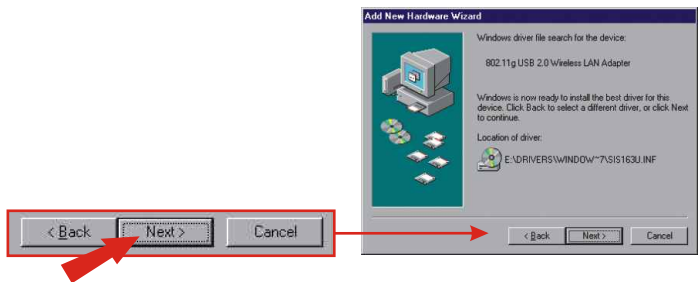 Add New Hardware Wizard
Windows driver file search for the device:
802.11g USB 2.0 Wireless LAN Adapter
Windows is now ready to install the best driver for this
device. Click Back to select a different driver, or click Next
to continue.
Location of driver:
E:\DRIVERS\WINDOW~7\SIS163U.INF
< Back Next > Cancel
< Back Next > Cancel